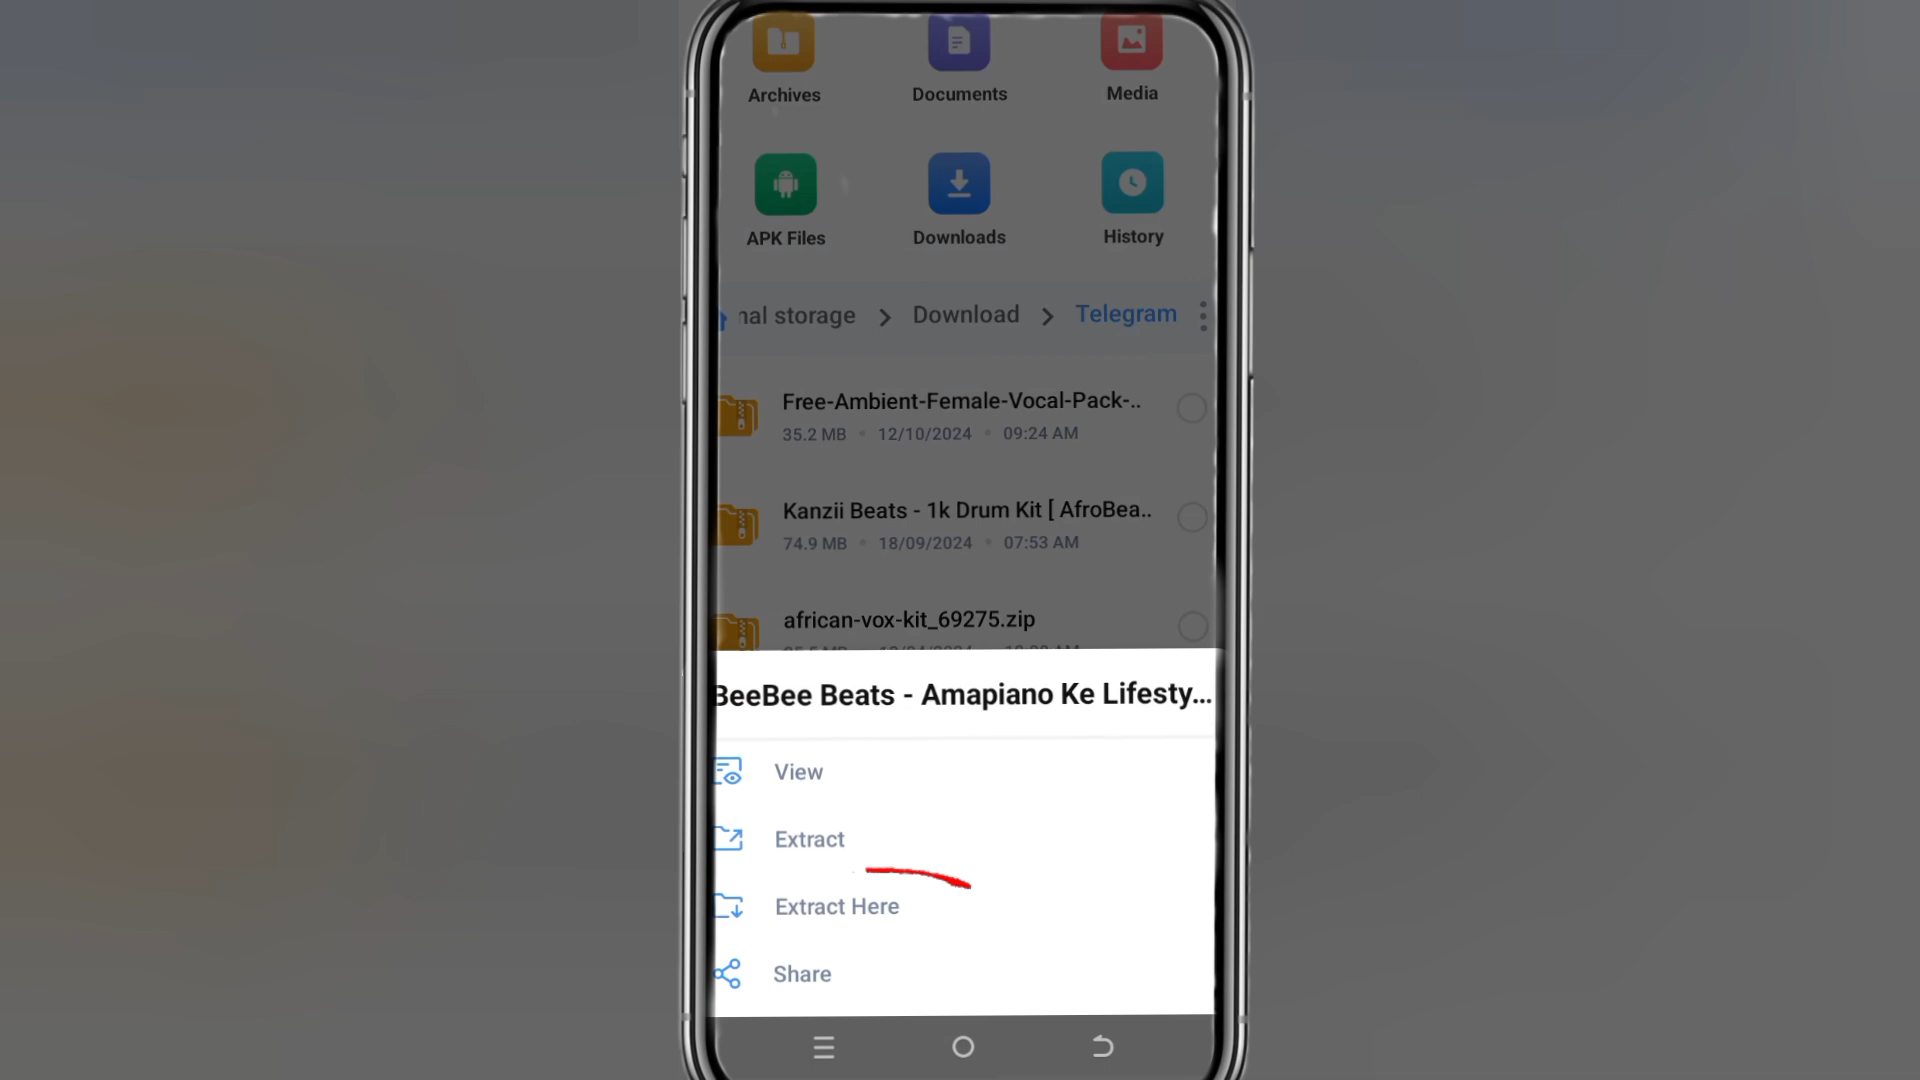 Archives Documents Media
APK Files Downloads History
nal storage > Download > Telegram
Free-Ambient-Female-Vocal-Pack-..
35.2 MB • 12/10/2024 • 09:24 AM
Kanzii Beats - 1k Drum Kit [ AfroBea..
74.9 MB • 18/09/2024 • 07:53 AM
african-vox-kit_69275.zip
BeeBee Beats - Amapiano Ke Lifesty...
View
Extract
Extract Here
Share